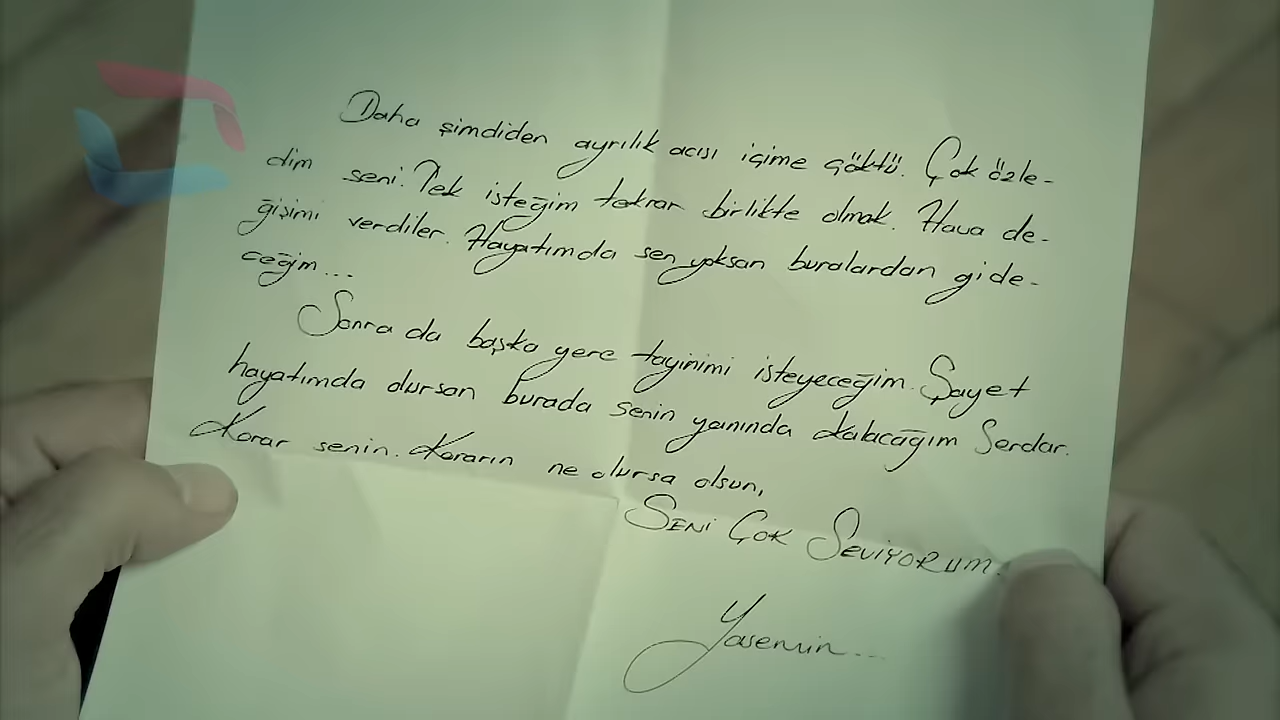 Daha şimdiden ayrılık acısı içime çöktü. Çok özle-
dim seni. Tek isteğim tekrar birlikte olmak. Hava de-
ğişimi verdiler. Hayatımda sen yoksan buralardan gide-
ceğim...
Sonra da başka yere tayinimi isteyeceğim. Şayet
hayatımda olursan burada senin yanında kalacağım Serdar.
Karar senin. Kararın ne olursa olsun,
SENİ ÇOK SEVİYORUM.
Yasemin...